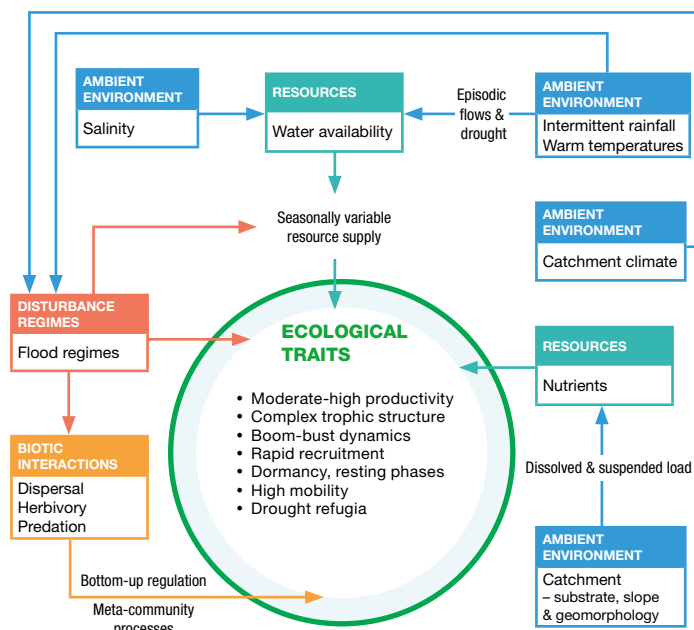 AMBIENT
ENVIRONMENT
Salinity
RESOURCES
Water availability
Episodic
flows &
drought
AMBIENT
ENVIRONMENT
Intermittent rainfall
Warm temperatures
Seasonally variable
resource supply
AMBIENT
ENVIRONMENT
Catchment climate
DISTURBANCE
REGIMES
Flood regimes
ECOLOGICAL
TRAITS
• Moderate-high productivity
• Complex trophic structure
• Boom-bust dynamics
• Rapid recruitment
• Dormancy, resting phases
• High mobility
• Drought refugia
RESOURCES
Nutrients
BIOTIC
INTERACTIONS
Dispersal
Herbivory
Predation
Dissolved & suspended load
AMBIENT
ENVIRONMENT
Catchment
– substrate, slope
& geomorphology
Bottom-up regulation
Meta-community
processes